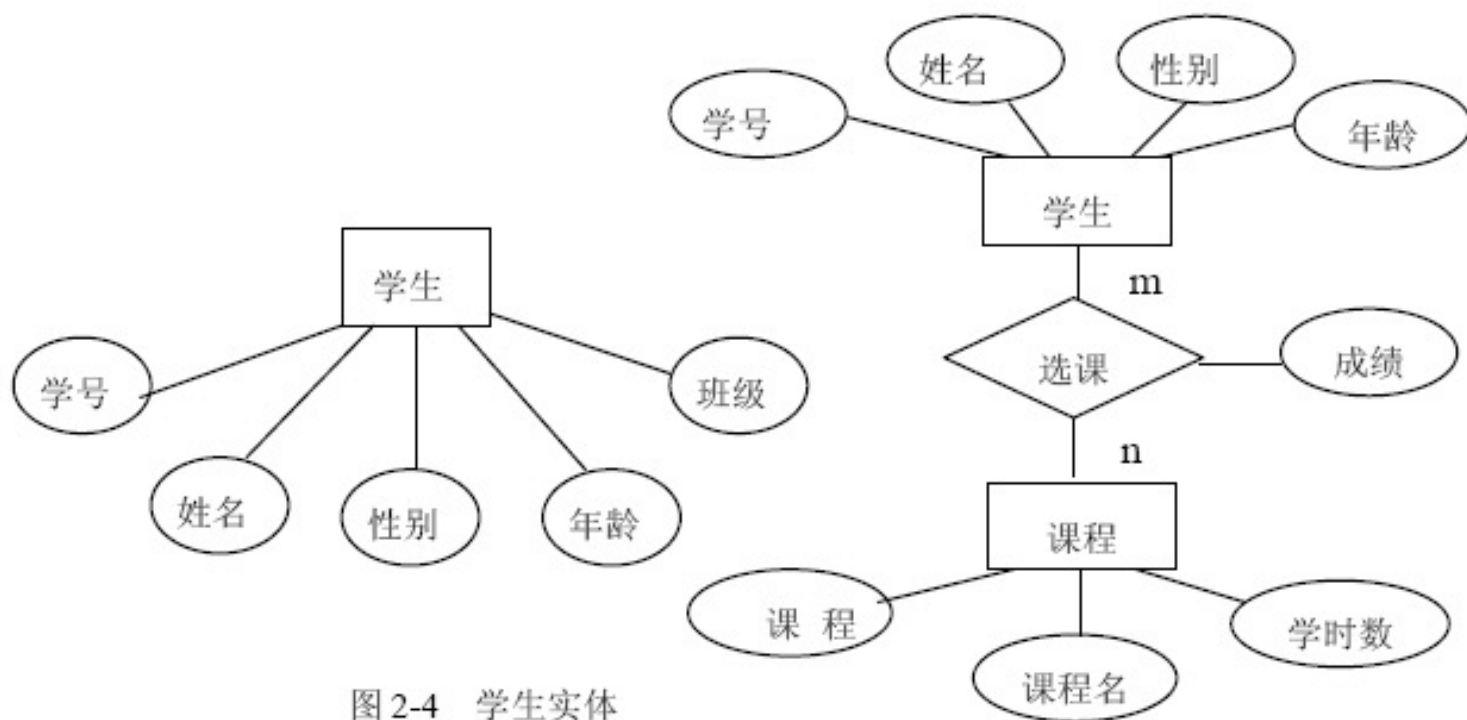 学生
学号
姓名
性别
年龄
班级
图 2-4 学生实体
学号
姓名
性别
年龄
学生
m
选课
成绩
n
课程
课 程
课程名
学时数